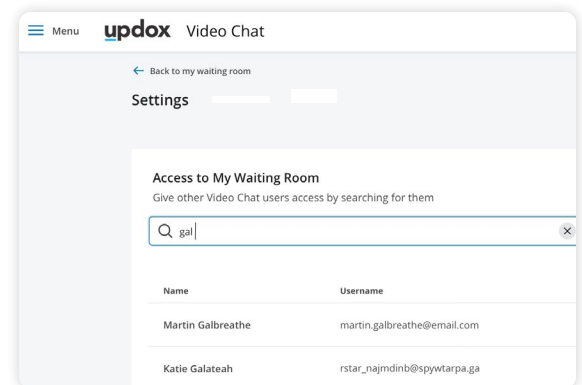 Menu updox Video Chat
Back to my waiting room
Settings
Access to My Waiting Room
Give other Video Chat users access by searching for them
gal
Name Username
Martin Galbreathe martin.galbreathe@email.com
Katie Galateah rstar_najmdinb@spywtarpa.ga